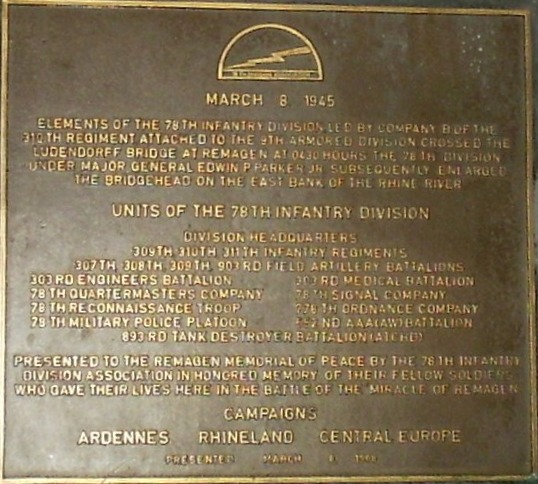 MARCH 8 1945
ELEMENTS OF THE 78TH INFANTRY DIVISION LED BY COMPANY B OF THE
310TH REGIMENT ATTACHED TO THE 9TH ARMORED DIVISION CROSSED THE
LUDENDORFF BRIDGE AT REMAGEN AT 0430 HOURS THE 78TH DIVISION
UNDER MAJOR GENERAL EDWIN P PARKER JR SUBSEQUENTLY ENLARGED
THE BRIDGEHEAD ON THE EAST BANK OF THE RHINE RIVER
UNITS OF THE 78TH INFANTRY DIVISION
DIVISION HEADQUARTERS
309TH 310TH 311TH INFANTRY REGIMENTS
307TH 308TH 309TH 903RD FIELD ARTILLERY BATTALIONS
303RD ENGINEERS BATTALION 303RD MEDICAL BATTALION
78TH QUARTERMASTERS COMPANY 78TH SIGNAL COMPANY
78TH RECONNAISSANCE TROOP 778TH ORDNANCE COMPANY
78TH MILITARY POLICE PLATOON 552ND AAA(AW) BATTALION
893RD TANK DESTROYER BATTALION (ATCHD)
PRESENTED TO THE REMAGEN MEMORIAL OF PEACE BY THE 78TH INFANTRY
DIVISION ASSOCIATION IN HONORED MEMORY OF THEIR FELLOW SOLDIERS
WHO GAVE THEIR LIVES HERE IN THE BATTLE OF THE MIRACLE OF REMAGEN
CAMPAIGNS
ARDENNES RHINELAND CENTRAL EUROPE
PRESENTED MARCH